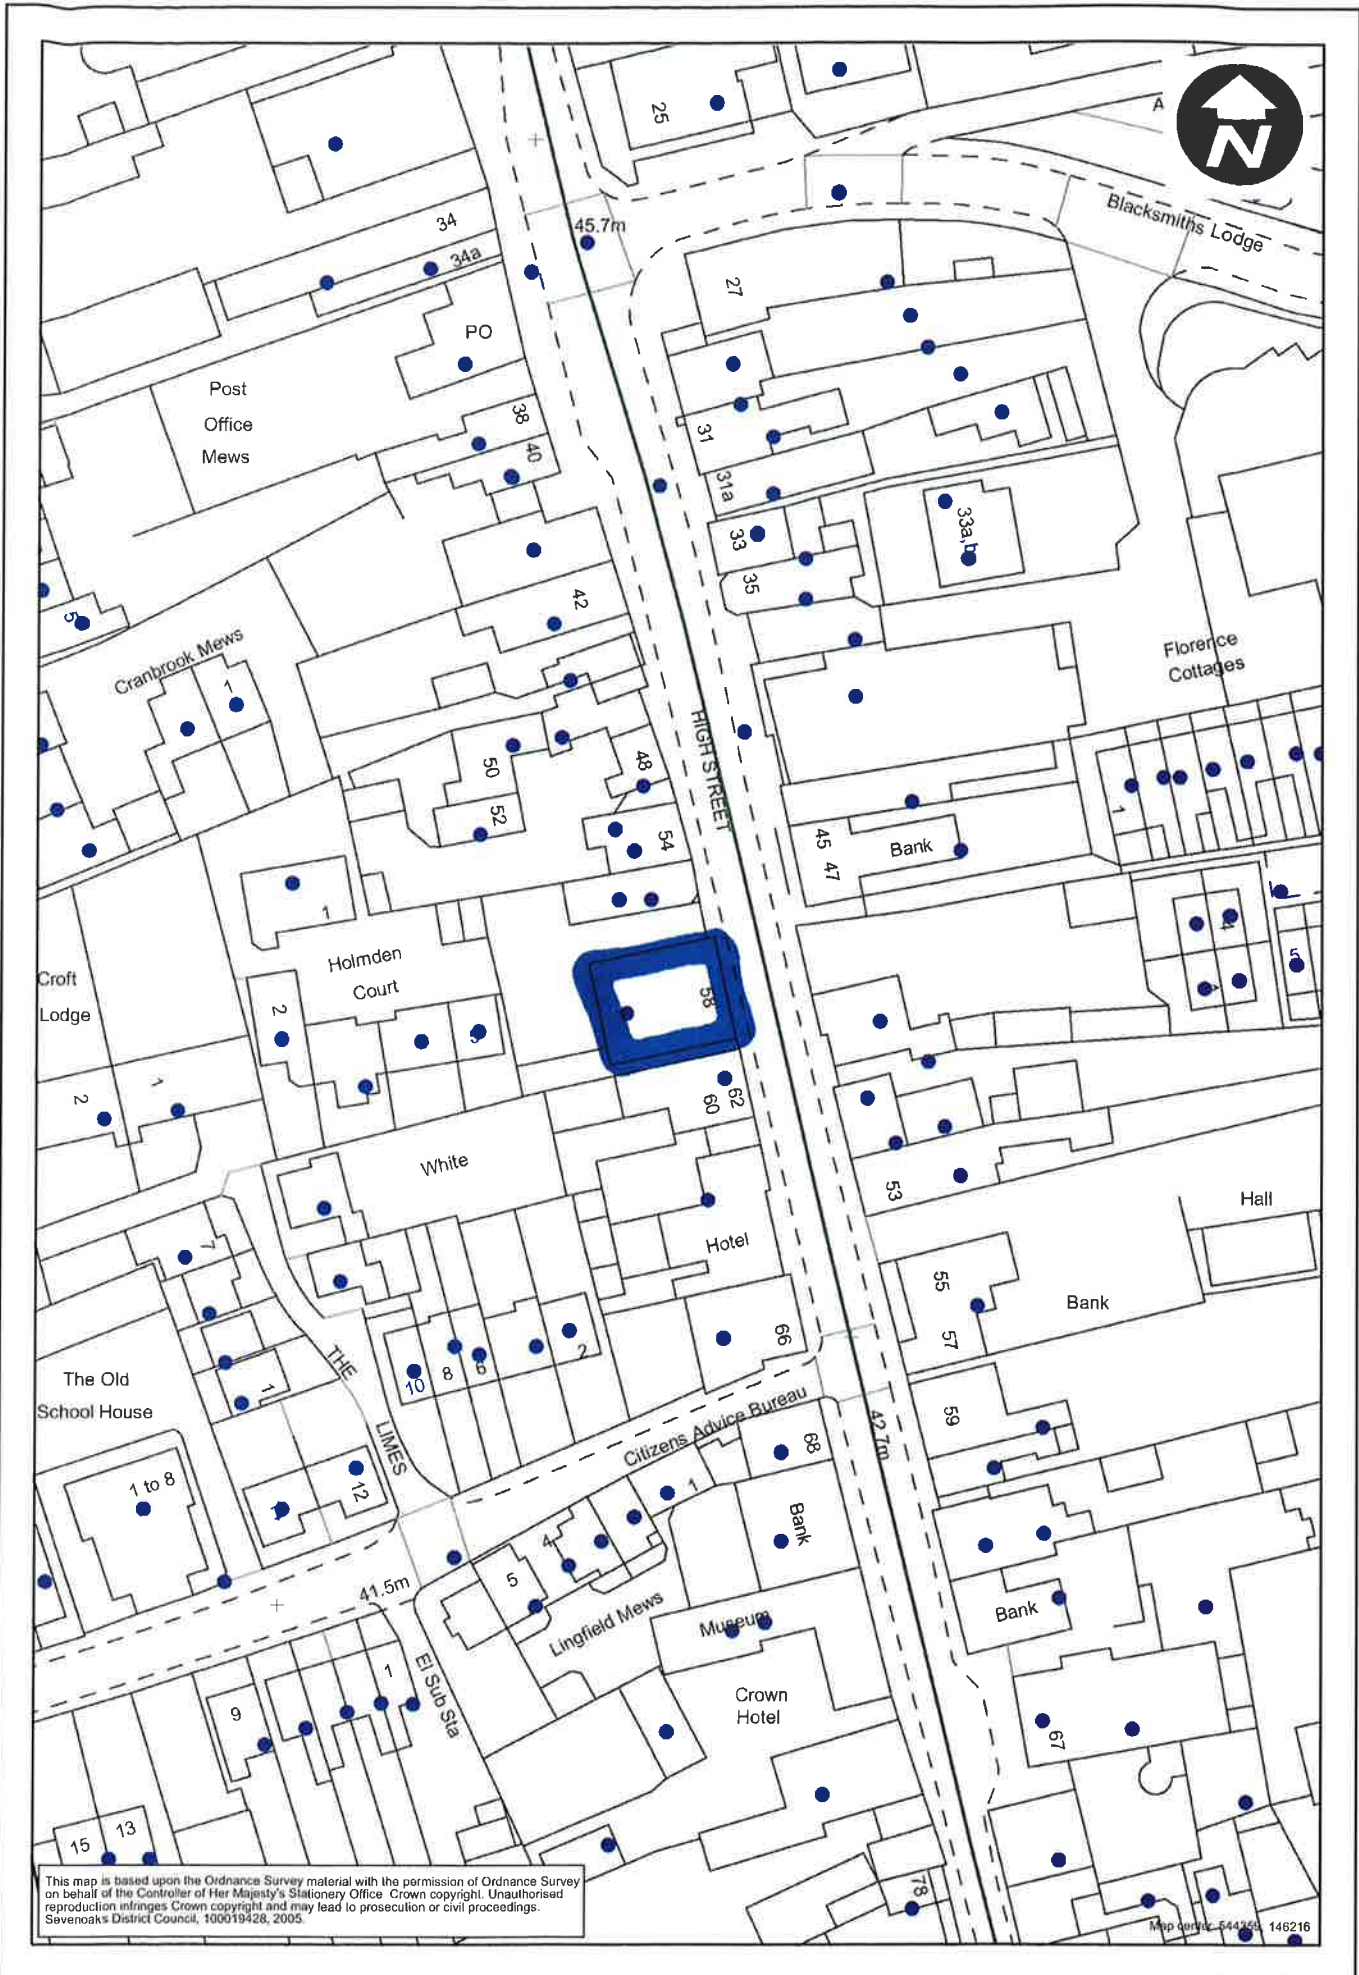 25
A
N
34
45.7m
Blacksmiths Lodge
34a
27
PO
Post
Office
Mews
38
31
40
31a
33a,b
33
35
42
5
Cranbrook Mews
1
Florence
Cottages
HIGH STREET
48
50
52
54
45
47
Bank
1
1
4
5
Holmden
Court
Croft
Lodge
2
58
3
2
1
60
62
White
53
Hall
7
Hotel
55
57
Bank
66
THE
LIMES
2
6
8
10
The Old
School House
1
59
Citizens Advice Bureau
42.7m
68
1 to 8
12
1
Bank
4
5
41.5m
Lingfield Mews
Museum
Bank
El Sub Sta
1
9
Crown
Hotel
67
15
13
78
This map is based upon the Ordnance Survey material with the permission of Ordnance Survey
on behalf of the Controller of Her Majesty's Stationery Office Crown copyright. Unauthorised
reproduction infringes Crown copyright and may lead to prosecution or civil proceedings.
Sevenoaks District Council, 100019428, 2005.
146216